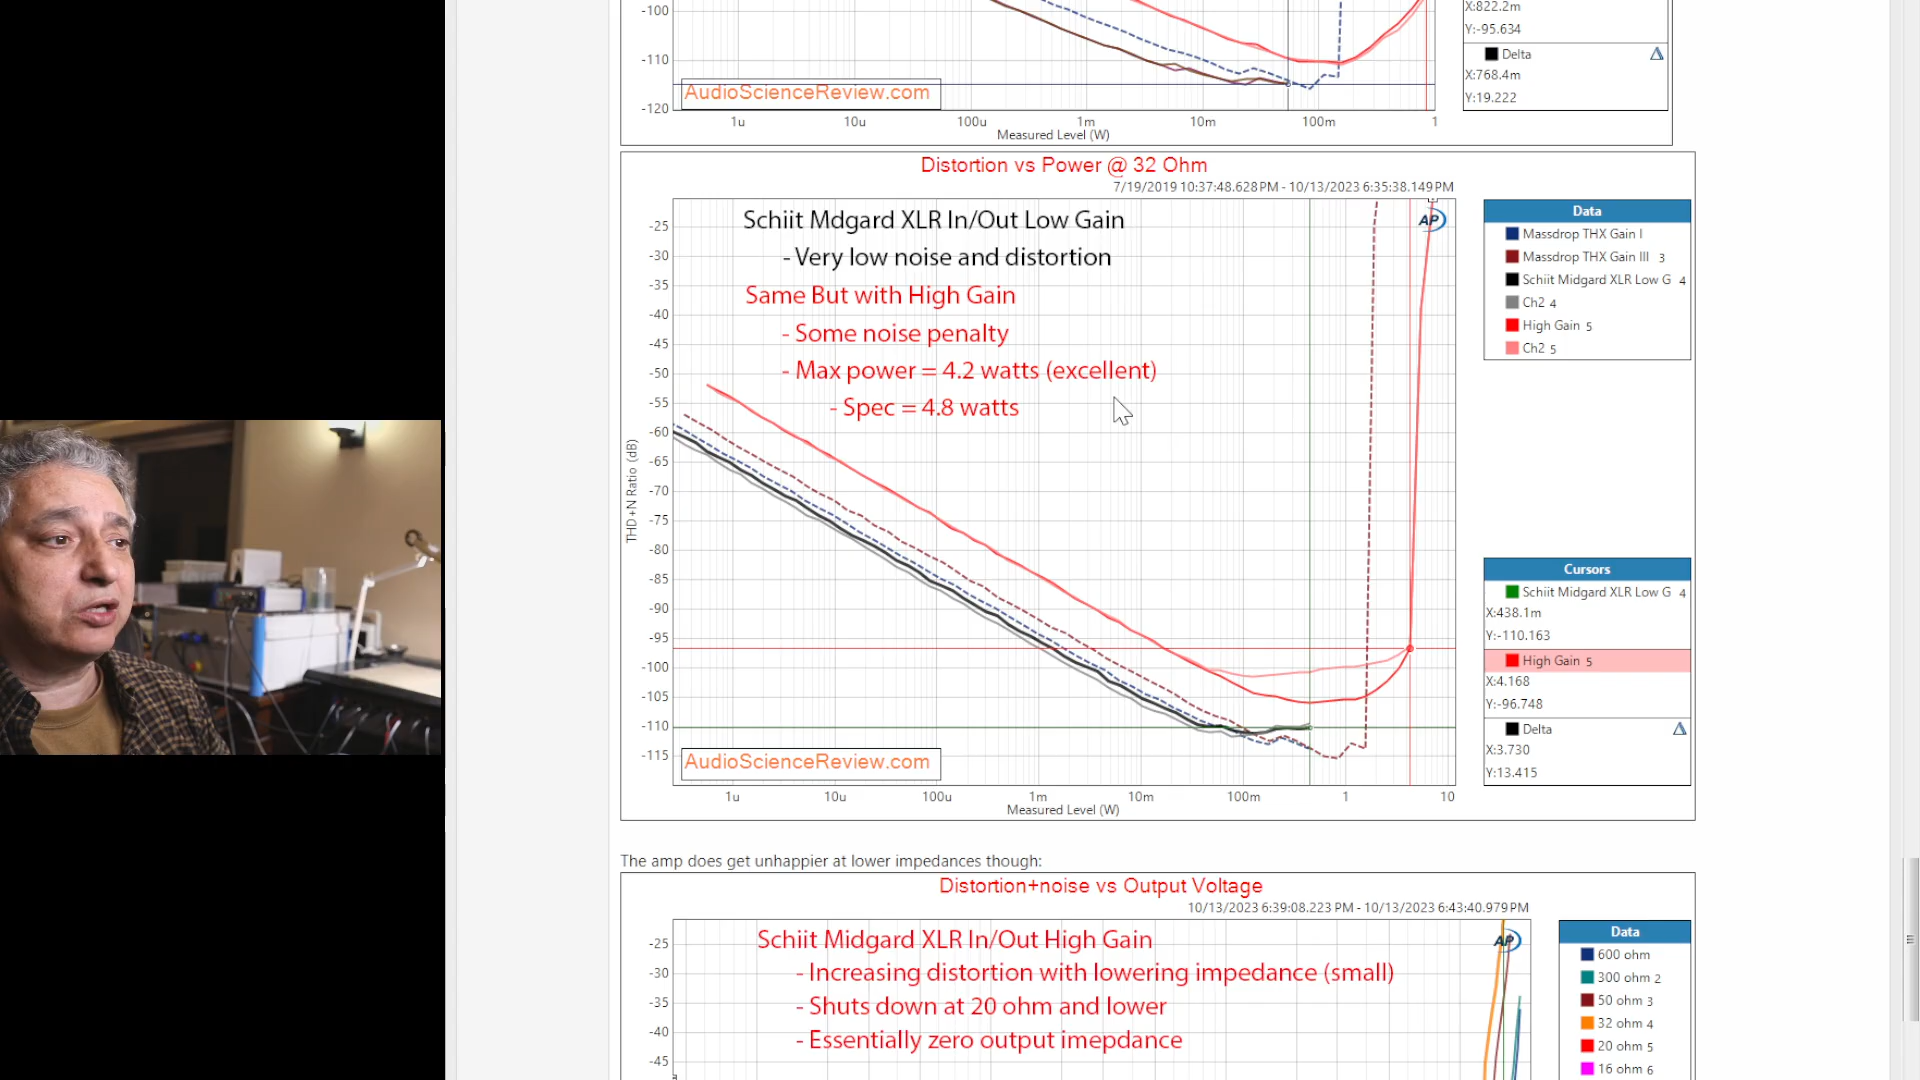 -100
-110
-120
AudioScienceReview.com
1u 10u 100u 1m 10m 100m 1
Measured Level (W)
X:822.2m
Y:-95.634
Delta
X:768.4m
Y:19.222
Distortion vs Power @ 32 Ohm
7/19/2019 10:37:48.628PM - 10/13/2023 6:35:38.149PM
AP
Schiit Mdgard XLR In/Out Low Gain
- Very low noise and distortion
Same But with High Gain
- Some noise penalty
- Max power = 4.2 watts (excellent)
- Spec = 4.8 watts
THD+N Ratio (dB)
-25
-30
-35
-40
-45
-50
-55
-60
-65
-70
-75
-80
-85
-90
-95
-100
-105
-110
-115
AudioScienceReview.com
1u 10u 100u 1m 10m 100m 1 10
Measured Level (W)
Data
Massdrop THX Gain I
Massdrop THX Gain III 3
Schiit Midgard XLR Low G 4
Ch2 4
High Gain 5
Ch2 5
Cursors
Schiit Midgard XLR Low G 4
X:438.1m
Y:-110.163
High Gain 5
X:4.168
Y:-96.748
Delta
X:3.730
Y:13.415
The amp does get unhappier at lower impedances though:
Distortion+noise vs Output Voltage
10/13/2023 6:39:08.223PM - 10/13/2023 6:43:40.979PM
AP
Schiit Midgard XLR In/Out High Gain
- Increasing distortion with lowering impedance (small)
- Shuts down at 20 ohm and lower
- Essentially zero output imepdance
-25
-30
-35
-40
-45
Data
600 ohm
300 ohm 2
50 ohm 3
32 ohm 4
20 ohm 5
16 ohm 6